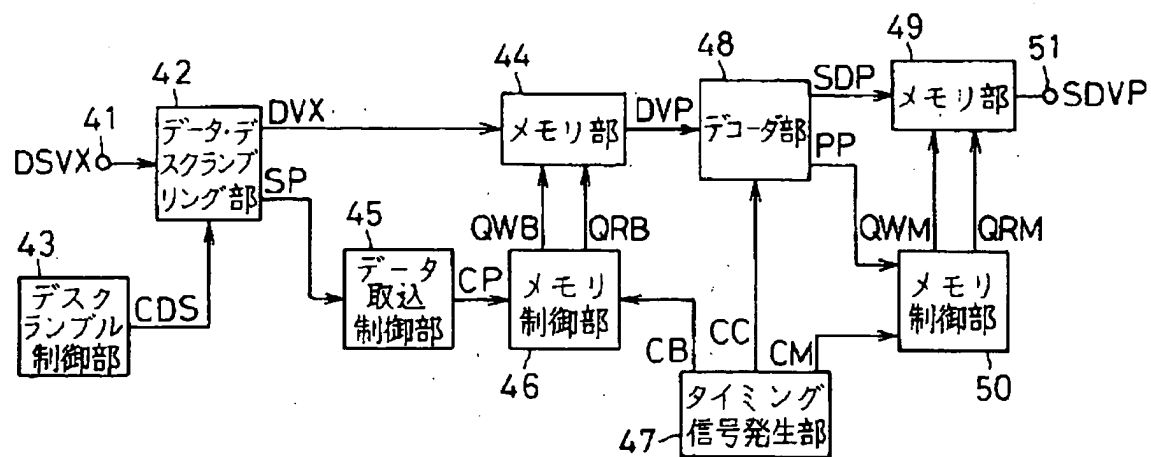 49
51
48
44
42
41
SDP
SDVP
メモリ部
DVX
DVP
データ・デ
スクランブ
リング部
メモリ部
デコーダ部
DSVX
PP
SP
45
QWB
QRB
QWM
QRM
43
データ
取込
制御部
CP
メモリ
制御部
メモリ
制御部
デスク
ランブル
制御部
CDS
CB
CC
CM
46
50
タイミング
信号発生部
47